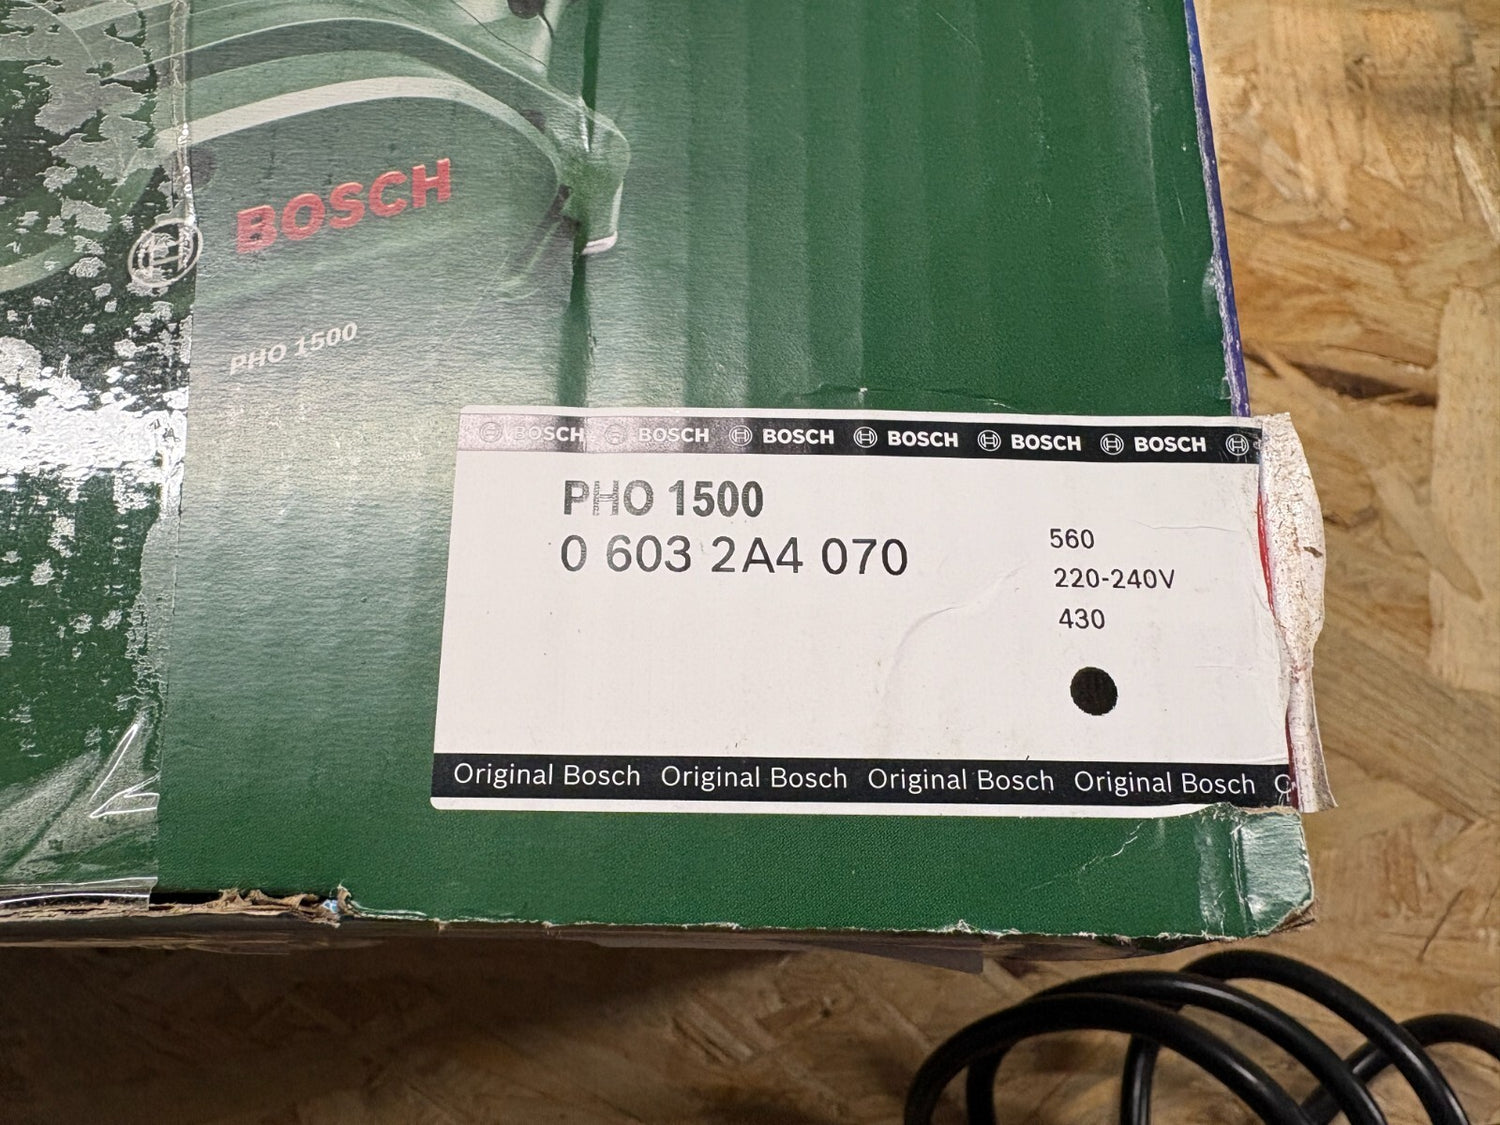 BOSCH
PHO 1500
BOSCH BOSCH BOSCH BOSCH BOSCH BOSCH
PHO 1500
0 603 2A4 070
560
220-240V
430
Original Bosch Original Bosch Original Bosch Original Bosch